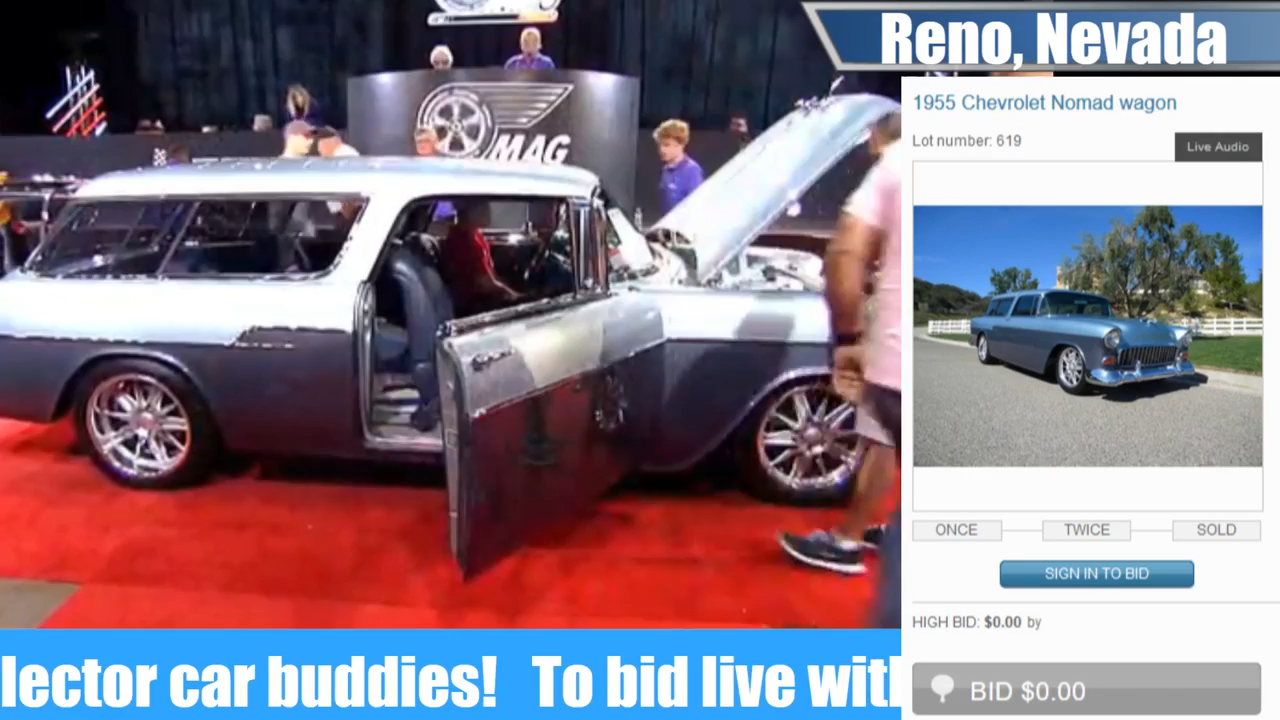 Reno, Nevada
MAG
1955 Chevrolet Nomad wagon
Lot number: 619
Live Audio
ONCE
TWICE
SOLD
SIGN IN TO BID
HIGH BID: $0.00 by
BID $0.00
lector car buddies! To bid live with